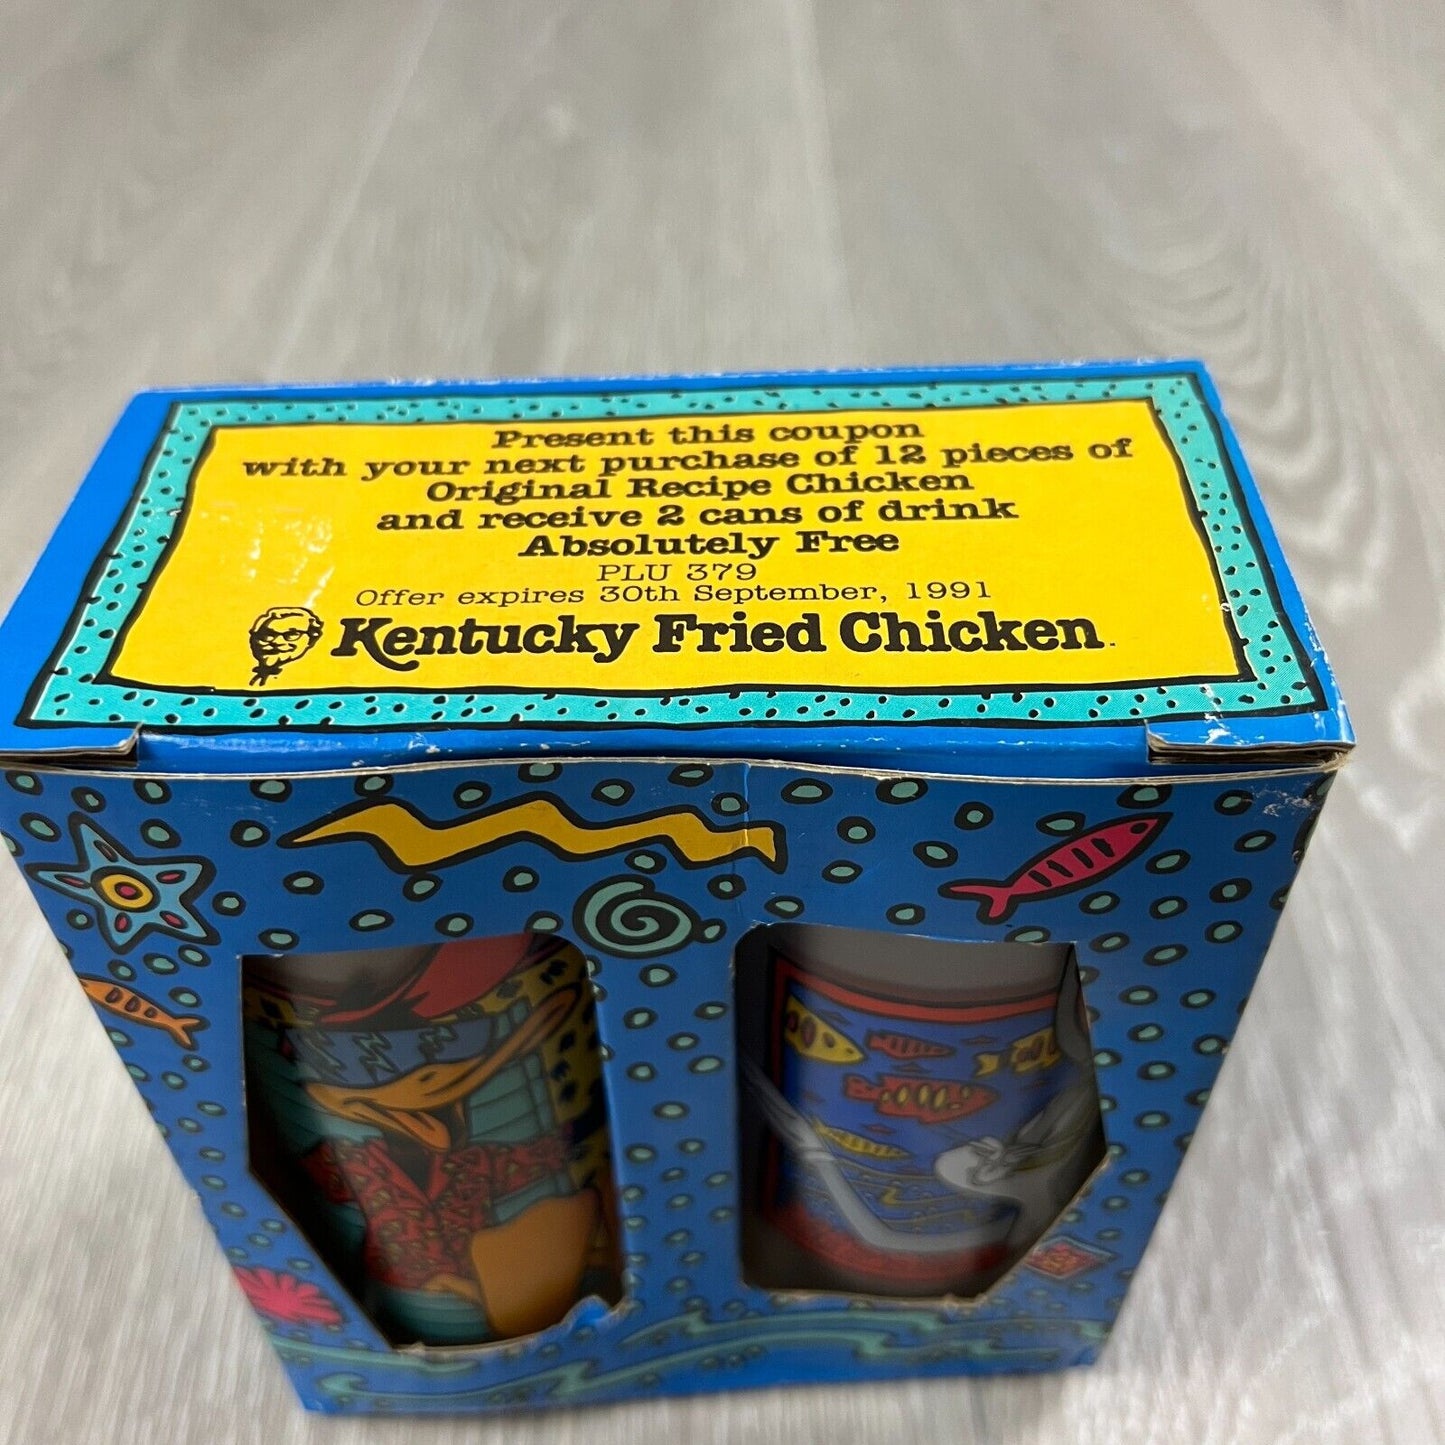 Present this coupon
with your next purchase of 12 pieces of
Original Recipe Chicken
and receive 2 cans of drink
Absolutely Free
PLU 379
Offer expires 30th September, 1991
Kentucky Fried Chicken.